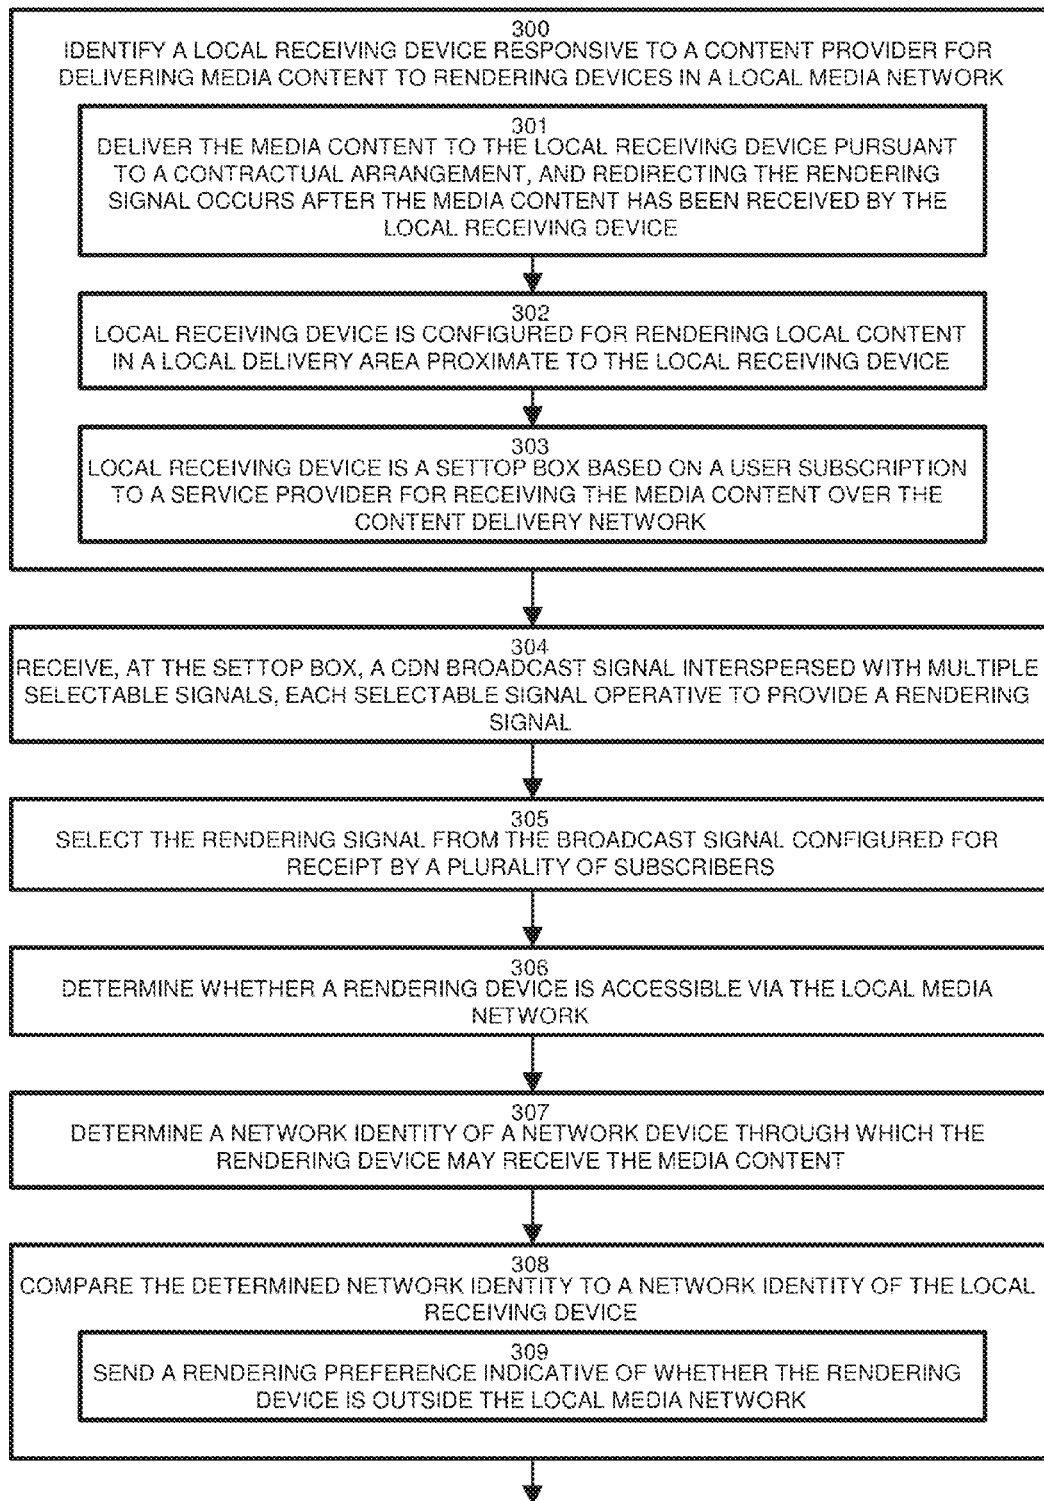 300
IDENTIFY A LOCAL RECEIVING DEVICE RESPONSIVE TO A CONTENT PROVIDER FOR
DELIVERING MEDIA CONTENT TO RENDERING DEVICES IN A LOCAL MEDIA NETWORK
301
DELIVER THE MEDIA CONTENT TO THE LOCAL RECEIVING DEVICE PURSUANT
TO A CONTRACTUAL ARRANGEMENT, AND REDIRECTING THE RENDERING
SIGNAL OCCURS AFTER THE MEDIA CONTENT HAS BEEN RECEIVED BY THE
LOCAL RECEIVING DEVICE
302
LOCAL RECEIVING DEVICE IS CONFIGURED FOR RENDERING LOCAL CONTENT
IN A LOCAL DELIVERY AREA PROXIMATE TO THE LOCAL RECEIVING DEVICE
303
LOCAL RECEIVING DEVICE IS A SETTOP BOX BASED ON A USER SUBSCRIPTION
TO A SERVICE PROVIDER FOR RECEIVING THE MEDIA CONTENT OVER THE
CONTENT DELIVERY NETWORK
304
RECEIVE, AT THE SETTOP BOX, A CDN BROADCAST SIGNAL INTERSPERSED WITH MULTIPLE
SELECTABLE SIGNALS, EACH SELECTABLE SIGNAL OPERATIVE TO PROVIDE A RENDERING
SIGNAL
305
SELECT THE RENDERING SIGNAL FROM THE BROADCAST SIGNAL CONFIGURED FOR
RECEIPT BY A PLURALITY OF SUBSCRIBERS
306
DETERMINE WHETHER A RENDERING DEVICE IS ACCESSIBLE VIA THE LOCAL MEDIA
NETWORK
307
DETERMINE A NETWORK IDENTITY OF A NETWORK DEVICE THROUGH WHICH THE
RENDERING DEVICE MAY RECEIVE THE MEDIA CONTENT
308
COMPARE THE DETERMINED NETWORK IDENTITY TO A NETWORK IDENTITY OF THE LOCAL
RECEIVING DEVICE
309
SEND A RENDERING PREFERENCE INDICATIVE OF WHETHER THE RENDERING
DEVICE IS OUTSIDE THE LOCAL MEDIA NETWORK